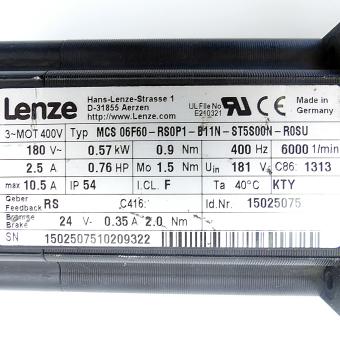 Lenze Hans-Lenze-Strasse 1
D-31855 Aerzen
http://www.Lenze.com
UL File No
E210321
3~MOT 400V Typ MCS 06F60-RS0P1-B11N-ST5S00N-R0SU
180 V~ 0.57 kW 0.9 Nm 400 Hz 6000 1/min
2.5 A 0.76 HP Mo 1.5 Nm Uin 181 V C86: 1313
max 10.5 A IP 54 I.CL F Ta 40°C KTY
Geber
Feedback RS C416: Id.Nr. 15025075
Bremse
Brake 24 V- 0.35 A 2.0 Nm
SN 1502507510209322
Made in
Germany